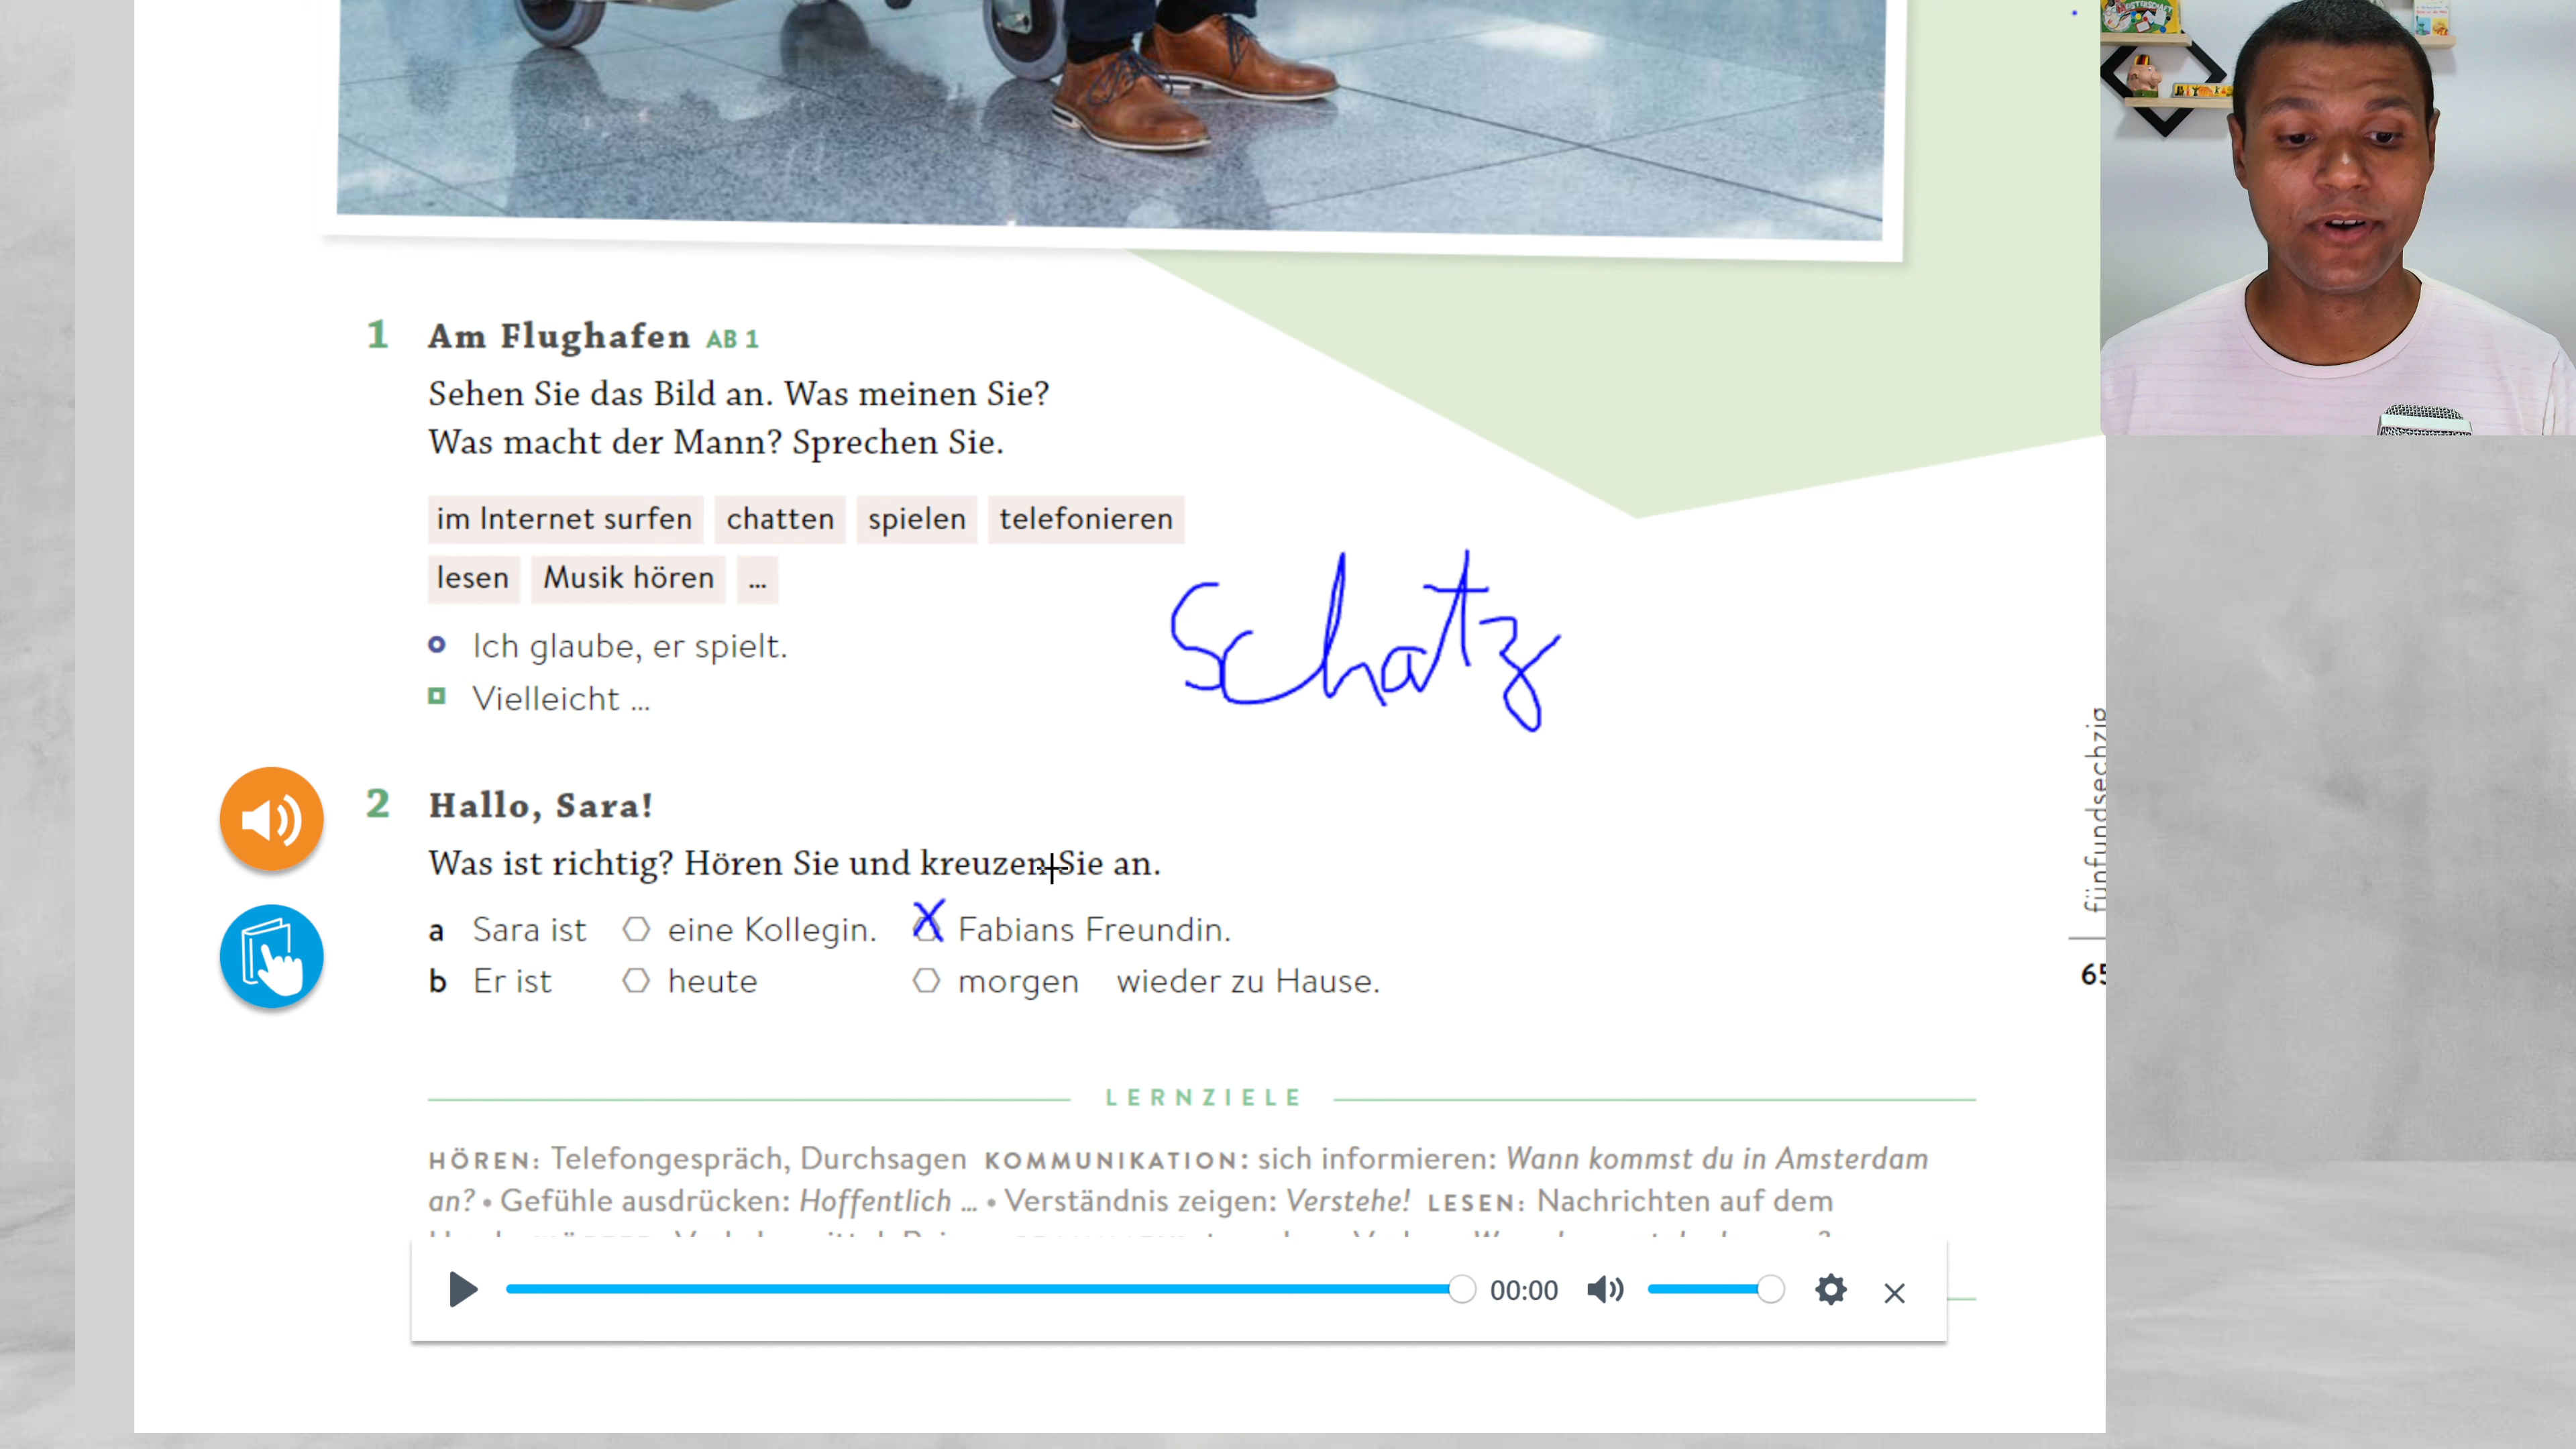 1 Am Flughafen AB 1
Sehen Sie das Bild an. Was meinen Sie?
Was macht der Mann? Sprechen Sie.
im Internet surfen chatten spielen telefonieren
lesen Musik hören ...
Ich glaube, er spielt.
Vielleicht ...
Schatz
2 Hallo, Sara!
Was ist richtig? Hören Sie und kreuzen Sie an.
a Sara ist eine Kollegin. X Fabians Freundin.
b Er ist heute morgen wieder zu Hause.
fünfundsechzig
65
LERNZIELE
HÖREN: Telefongespräch, Durchsagen KOMMUNIKATION: sich informieren: Wann kommst du in Amsterdam
an? • Gefühle ausdrücken: Hoffentlich ... • Verständnis zeigen: Verstehe! LESEN: Nachrichten auf dem
00:00